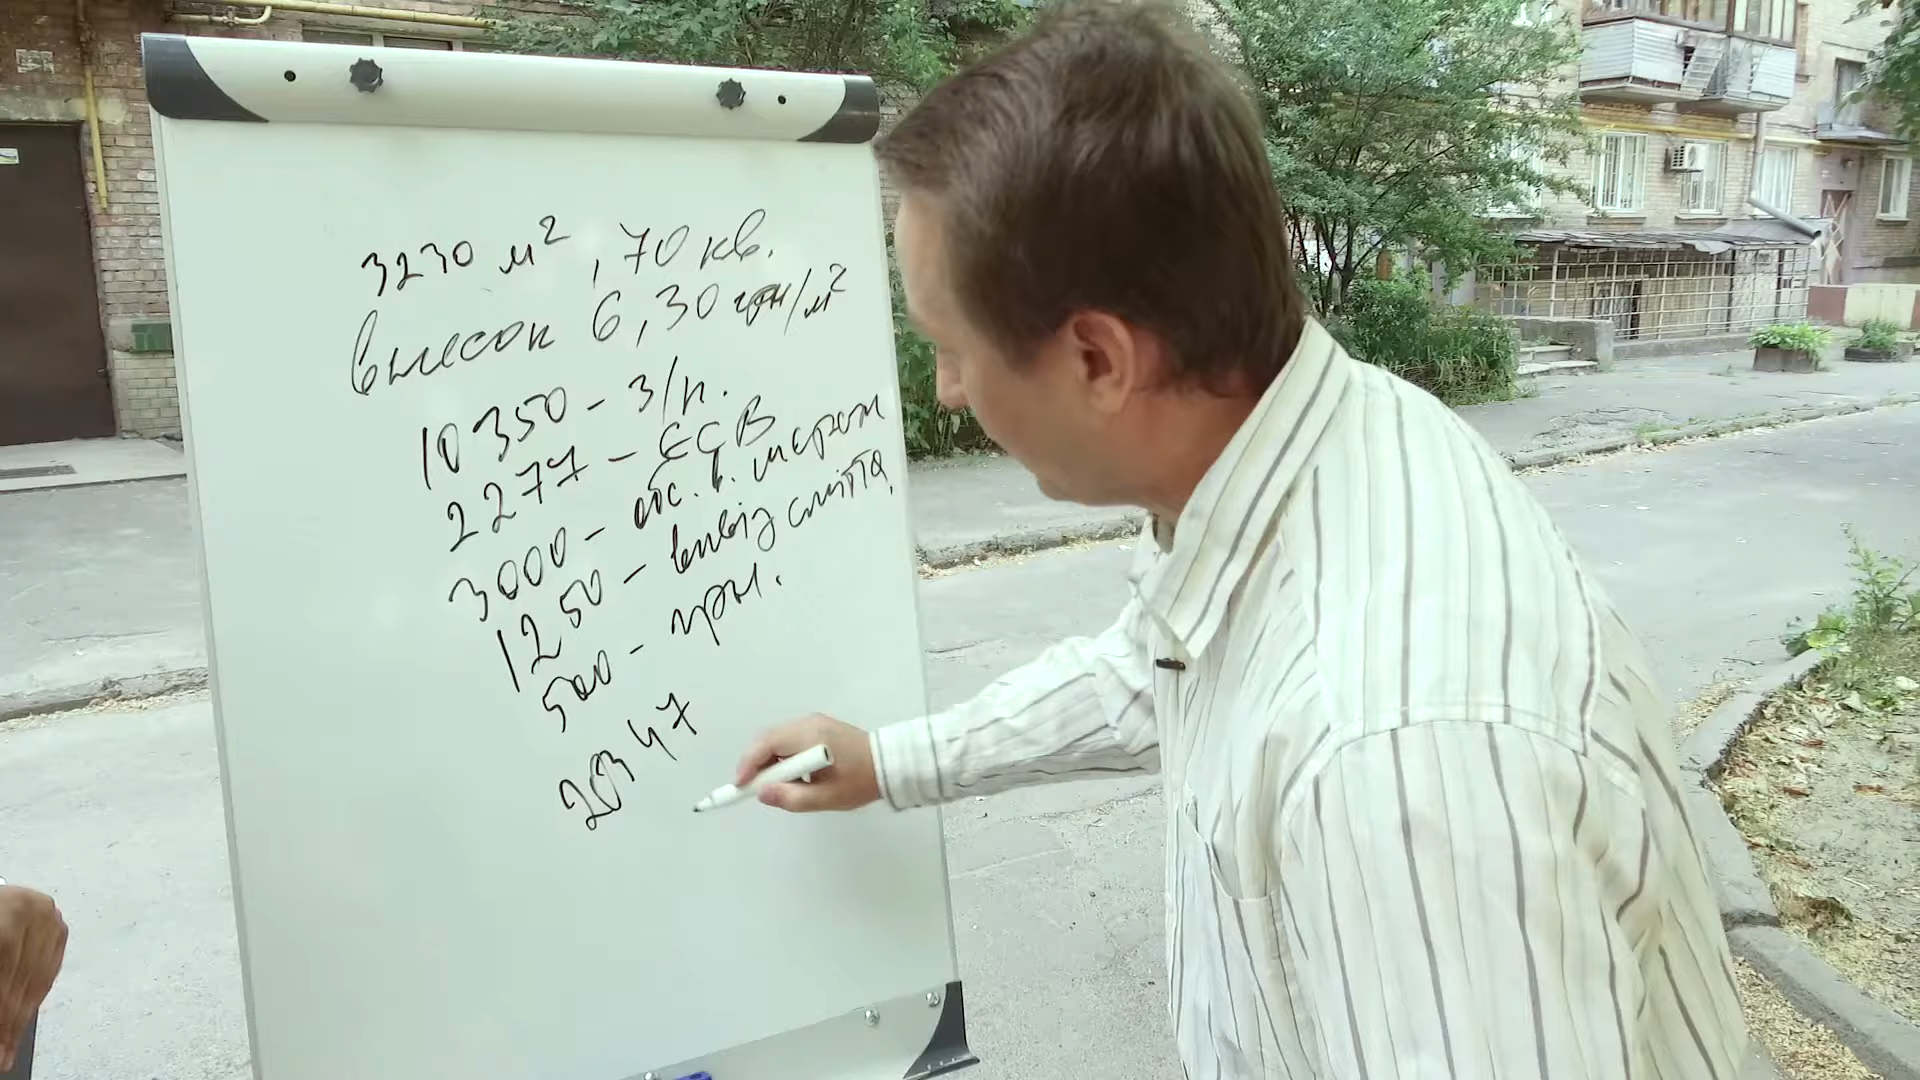 3230 м², 70 кв.
Внесок 6,30 грн/м²
10350 - з/п.
2277 - ЄСВ
3000 - обс. в. мереж
1250 - вивіз сміття,
500 - грн.
20347